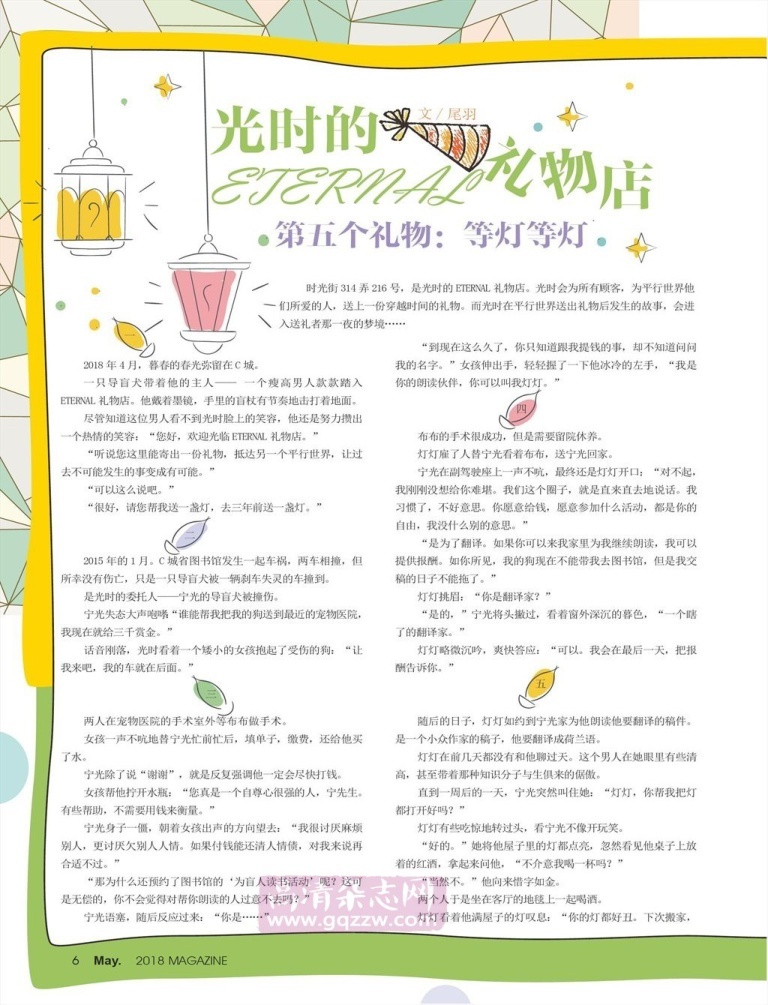 光时的
文 / 尾羽
ETERNAL
礼物店
第五个礼物：等灯等灯
时光街 314 弄 216 号，是光时的 ETERNAL 礼物店。光时会为所有顾客，为平行世界他
们所爱的人，送上一份穿越时间的礼物。而光时在平行世界送出礼物后发生的故事，会进
入送礼者那一夜的梦境……
一
2018 年 4 月，暮春的春光弥留在 C 城。
一只导盲犬带着他的主人—— 一个瘦高男人款款踏入
ETERNAL 礼物店。他戴着墨镜，手里的盲杖有节奏地击打着地面。
尽管知道这位男人看不到光时脸上的笑容，他还是努力攒出
一个热情的笑容：“您好，欢迎光临 ETERNAL 礼物店。”
“听说您这里能寄出一份礼物，抵达另一个平行世界，让过
去不可能发生的事变成有可能。”
“可以这么说吧。”
“很好，请您帮我送一盏灯，去三年前送一盏灯。”
二
2015 年的 1 月。C 城省图书馆发生一起车祸，两车相撞，但
所幸没有伤亡，只是一只导盲犬被一辆刹车失灵的车撞到。
是光时的委托人——宁光的导盲犬被撞伤。
宁光失态大声咆哮“谁能帮我把我的狗送到最近的宠物医院，
我现在就给三千赏金。”
话音刚落，光时看着一个矮小的女孩抱起了受伤的狗：“让
我来吧，我的车就在后面。”
三
两人在宠物医院的手术室外等布布做手术。
女孩一声不吭地替宁光忙前忙后，填单子，缴费，还给他买
了水。
宁光除了说“谢谢”，就是反复强调他一定会尽快打钱。
女孩帮他拧开水瓶：“您真是一个自尊心很强的人，宁先生。
有些帮助，不需要用钱来衡量。”
宁光身子一僵，朝着女孩出声的方向望去：“我很讨厌麻烦
别人，更讨厌欠别人人情。如果付钱能还清人情债，对我来说再
合适不过。”
“那为什么还预约了图书馆的‘为盲人读书活动’呢？这可
是无偿的，你不会觉得对帮你朗读的人过意不去吗？”
宁光语塞，随后反应过来：“你是……”
“到现在这么久了，你只知道跟我提钱的事，却不知道问问
我的名字。”女孩伸出手，轻轻握了一下他冰冷的左手，“我是
你的朗读伙伴，你可以叫我灯灯。”
四
布布的手术很成功，但是需要留院休养。
灯灯雇了人替宁光看着布布，送宁光回家。
宁光在副驾驶座上一声不吭，最终还是灯灯开口：“对不起，
我刚刚没想给你难堪。我们这个圈子，就是直来直去地说话。我
习惯了，不好意思。你愿意给钱，愿意参加什么活动，都是你的
自由，我没什么别的意思。”
“是为了翻译。如果你可以来我家里为我继续朗读，我可以
提供报酬。如你所见，我的狗现在不能带我去图书馆，但是我交
稿的日子不能拖了。”
灯灯挑眉：“你是翻译家？”
“是的，”宁光将头撇过，看着窗外深沉的暮色，“一个瞎
了的翻译家。”
灯灯略微沉吟，爽快答应：“可以。我会在最后一天，把报
酬告诉你。”
五
随后的日子，灯灯如约到宁光家为他朗读他要翻译的稿件。
是一个小众作家的稿子，他要翻译成荷兰语。
灯灯在前几天都没有和他聊过天。这个男人在她眼里有些清
高，甚至带着那种知识分子与生俱来的倨傲。
直到一周后的一天，宁光突然叫住她：“灯灯，你帮我把灯
都打开好吗？”
灯灯有些吃惊地转过头，看宁光不像开玩笑。
“好的。”她将他屋子里的灯都点亮，忽然看见他桌子上放
着的红酒，拿起来问他，“不介意我喝一杯吗？”
“当然不。”他向来惜字如金。
两个人于是坐在客厅的地毯上一起喝酒。
灯灯看着他满屋子的灯叹息：“你的灯都好丑。下次搬家，
高清杂志网
www.gqzzw.com
6 May. 2018 MAGAZINE